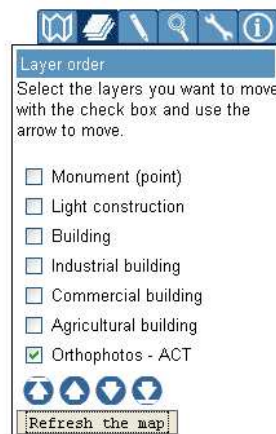 Layer order
Select the layers you want to move
with the check box and use the
arrow to move.
Monument (point)
Light construction
Building
Industrial building
Commercial building
Agricultural building
Orthophotos - ACT
Refresh the map